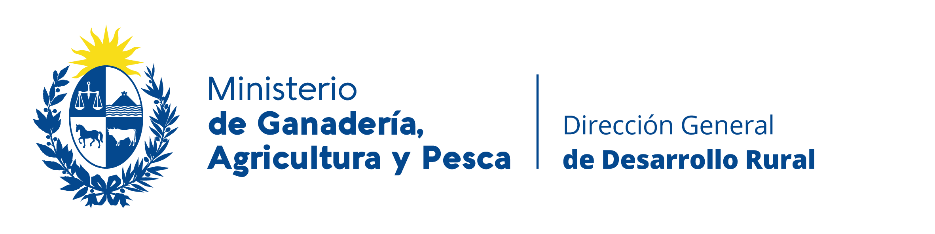 Ministerio
de Ganadería,
Agricultura y Pesca
Dirección General
de Desarrollo Rural